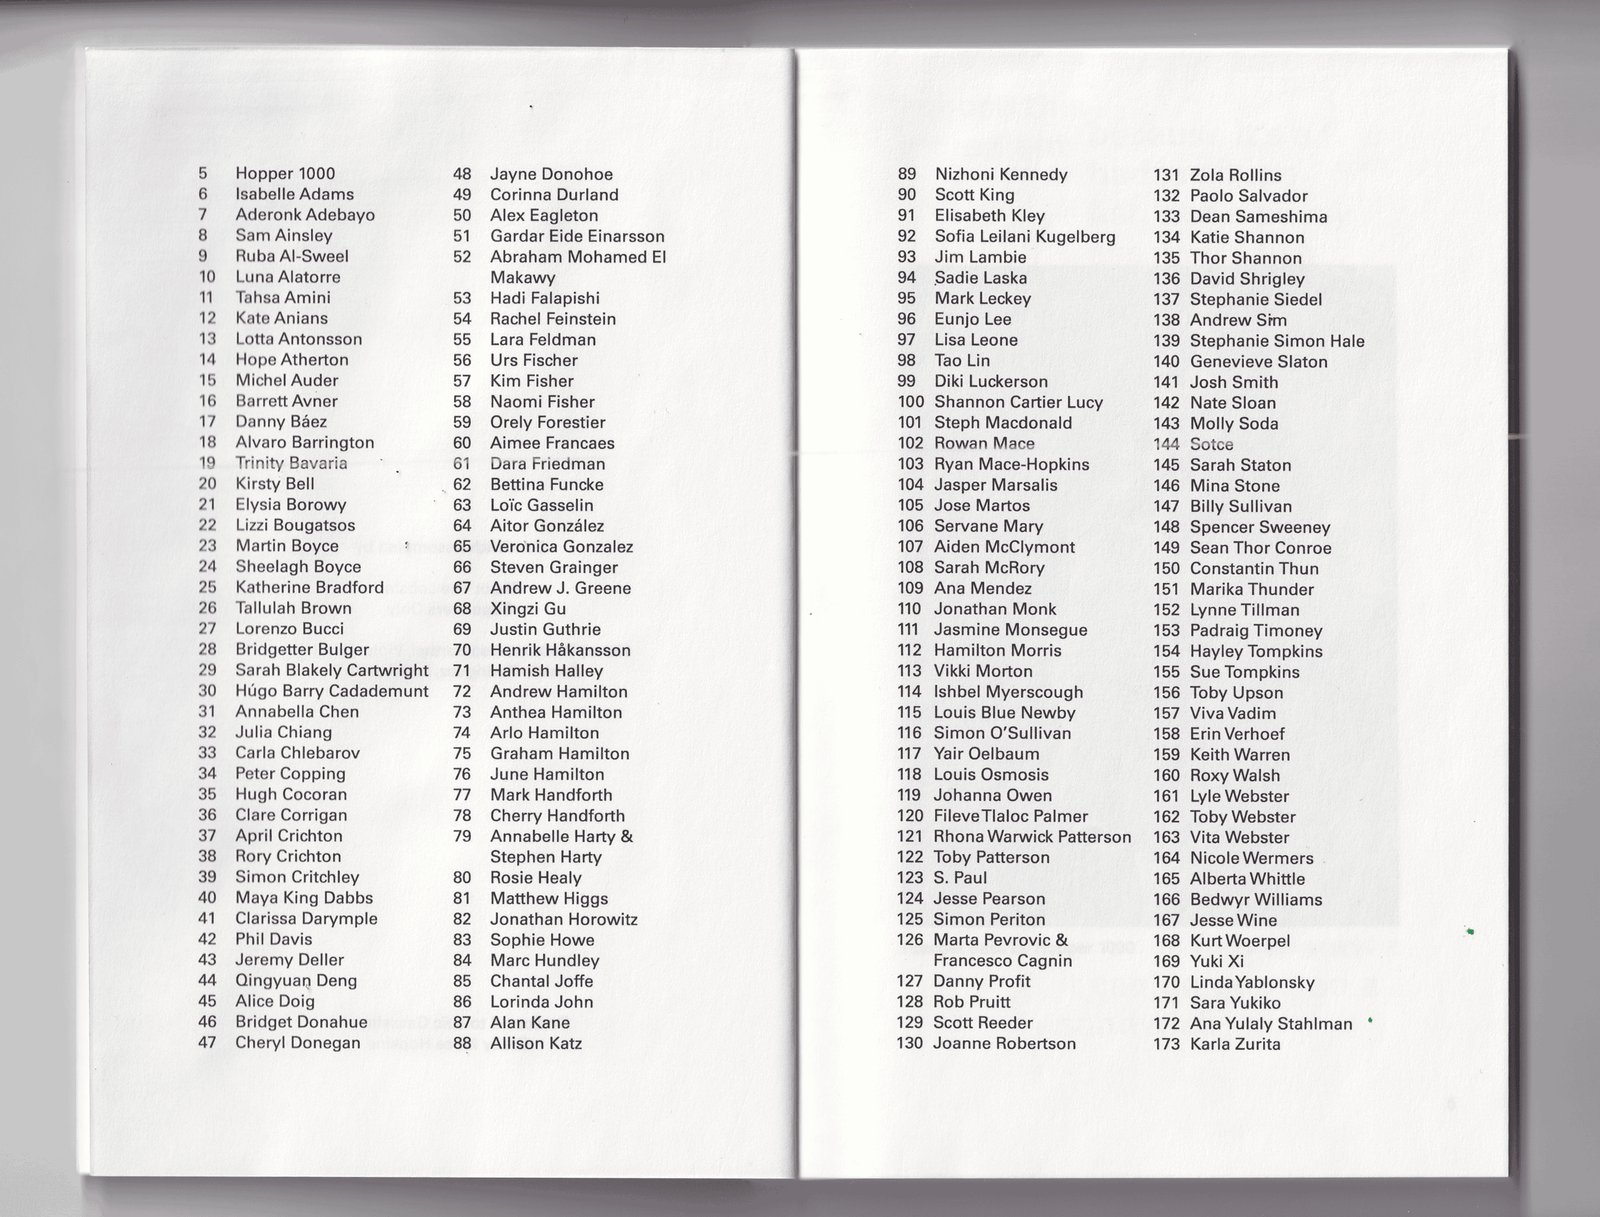 5 Hopper 1000
6 Isabelle Adams
7 Aderonk Adebayo
8 Sam Ainsley
9 Ruba Al-Sweel
10 Luna Alatorre
11 Tahsa Amini
12 Kate Anians
13 Lotta Antonsson
14 Hope Atherton
15 Michel Auder
16 Barrett Avner
17 Danny Báez
18 Alvaro Barrington
19 Trinity Bavaria
20 Kirsty Bell
21 Elysia Borowy
22 Lizzi Bougatsos
23 Martin Boyce
24 Sheelagh Boyce
25 Katherine Bradford
26 Tallulah Brown
27 Lorenzo Bucci
28 Bridgetter Bulger
29 Sarah Blakely Cartwright
30 Húgo Barry Cadademunt
31 Annabella Chen
32 Julia Chiang
33 Carla Chlebarov
34 Peter Copping
35 Hugh Cocoran
36 Clare Corrigan
37 April Crichton
38 Rory Crichton
39 Simon Critchley
40 Maya King Dabbs
41 Clarissa Darymple
42 Phil Davis
43 Jeremy Deller
44 Qingyuan Deng
45 Alice Doig
46 Bridget Donahue
47 Cheryl Donegan
48 Jayne Donohoe
49 Corinna Durland
50 Alex Eagleton
51 Gardar Eide Einarsson
52 Abraham Mohamed El
Makawy
53 Hadi Falapishi
54 Rachel Feinstein
55 Lara Feldman
56 Urs Fischer
57 Kim Fisher
58 Naomi Fisher
59 Orely Forestier
60 Aimee Francaes
61 Dara Friedman
62 Bettina Funcke
63 Loïc Gasselin
64 Aitor González
65 Veronica Gonzalez
66 Steven Grainger
67 Andrew J. Greene
68 Xingzi Gu
69 Justin Guthrie
70 Henrik Håkansson
71 Hamish Halley
72 Andrew Hamilton
73 Anthea Hamilton
74 Arlo Hamilton
75 Graham Hamilton
76 June Hamilton
77 Mark Handforth
78 Cherry Handforth
79 Annabelle Harty &
Stephen Harty
80 Rosie Healy
81 Matthew Higgs
82 Jonathan Horowitz
83 Sophie Howe
84 Marc Hundley
85 Chantal Joffe
86 Lorinda John
87 Alan Kane
88 Allison Katz
89 Nizhoni Kennedy
90 Scott King
91 Elisabeth Kley
92 Sofia Leilani Kugelberg
93 Jim Lambie
94 Sadie Laska
95 Mark Leckey
96 Eunjo Lee
97 Lisa Leone
98 Tao Lin
99 Diki Luckerson
100 Shannon Cartier Lucy
101 Steph Macdonald
102 Rowan Mace
103 Ryan Mace-Hopkins
104 Jasper Marsalis
105 Jose Martos
106 Servane Mary
107 Aiden McClymont
108 Sarah McRory
109 Ana Mendez
110 Jonathan Monk
111 Jasmine Monsegue
112 Hamilton Morris
113 Vikki Morton
114 Ishbel Myerscough
115 Louis Blue Newby
116 Simon O’Sullivan
117 Yair Oelbaum
118 Louis Osmosis
119 Johanna Owen
120 Fileve Tlaloc Palmer
121 Rhona Warwick Patterson
122 Toby Patterson
123 S. Paul
124 Jesse Pearson
125 Simon Periton
126 Marta Pevrovic &
Francesco Cagnin
127 Danny Profit
128 Rob Pruitt
129 Scott Reeder
130 Joanne Robertson
131 Zola Rollins
132 Paolo Salvador
133 Dean Sameshima
134 Katie Shannon
135 Thor Shannon
136 David Shrigley
137 Stephanie Siedel
138 Andrew Sim
139 Stephanie Simon Hale
140 Genevieve Slaton
141 Josh Smith
142 Nate Sloan
143 Molly Soda
144 Sotce
145 Sarah Staton
146 Mina Stone
147 Billy Sullivan
148 Spencer Sweeney
149 Sean Thor Conroe
150 Constantin Thun
151 Marika Thunder
152 Lynne Tillman
153 Padraig Timoney
154 Hayley Tompkins
155 Sue Tompkins
156 Toby Upson
157 Viva Vadim
158 Erin Verhoef
159 Keith Warren
160 Roxy Walsh
161 Lyle Webster
162 Toby Webster
163 Vita Webster
164 Nicole Wermers
165 Alberta Whittle
166 Bedwyr Williams
167 Jesse Wine
168 Kurt Woerpel
169 Yuki Xi
170 Linda Yablonsky
171 Sara Yukiko
172 Ana Yulaly Stahlman
173 Karla Zurita